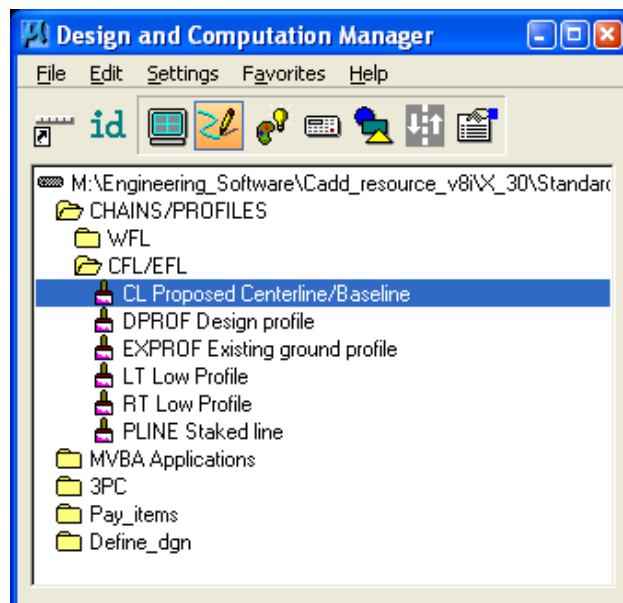 Design and Computation Manager
File Edit Settings Favorites Help
id
M:\Engineering_Software\Cadd_resource_v8i\X_30\Standard
CHAINS/PROFILES
WFL
CFL/EFL
CL Proposed Centerline/Baseline
DPROF Design profile
EXPROF Existing ground profile
LT Low Profile
RT Low Profile
PLINE Staked line
MVBA Applications
3PC
Pay_items
Define_dgn